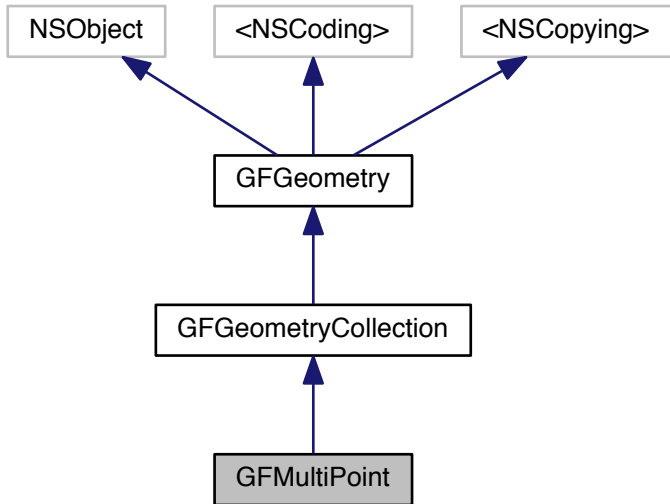 NSObject
<NSCoding>
<NSCopying>
GFGeometry
GFGeometryCollection
GFMultiPoint